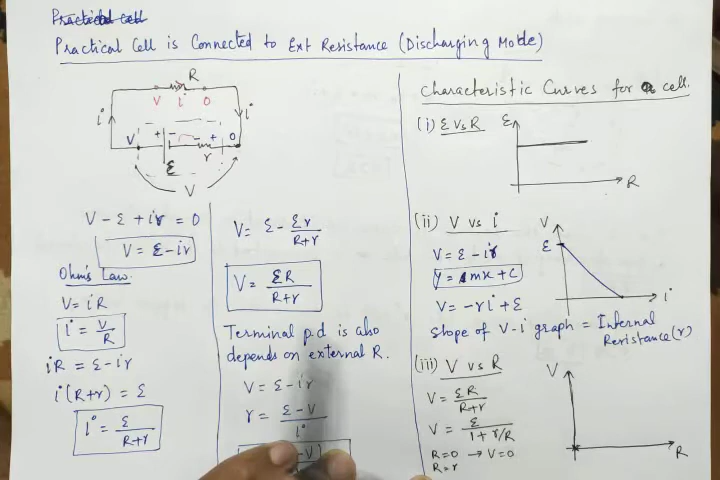 Practical cell
Practical Cell is Connected to Ext Resistance (Discharging Mode)
R
V i 0
i i
V + - - + 0
ε r
V
V - ε + ir = 0
V = ε - ir
Ohm's Law.
V = iR
i = V/R
iR = ε - ir
i(R+r) = ε
i = ε/R+r
V = ε - εr/R+r
V = εR/R+r
Terminal p.d is also
depends on external R.
V = ε - ir
r = ε - V/i
Characteristic Curves for a cell.
(i) ε vs R
ε
R
(ii) V vs i
V = ε - ir
y = mx + c
V = -ri + ε
V
ε
i
Slope of V-i graph = Internal
Resistance(r)
(iii) V vs R
V = εR/R+r
V = ε/1 + r/R
R=0 → V=0
R=r
V
R